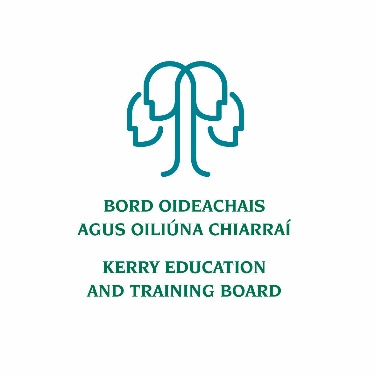 BORD OIDEACHAIS
AGUS OILIÚNA CHIARRAÍ
KERRY EDUCATION
AND TRAINING BOARD